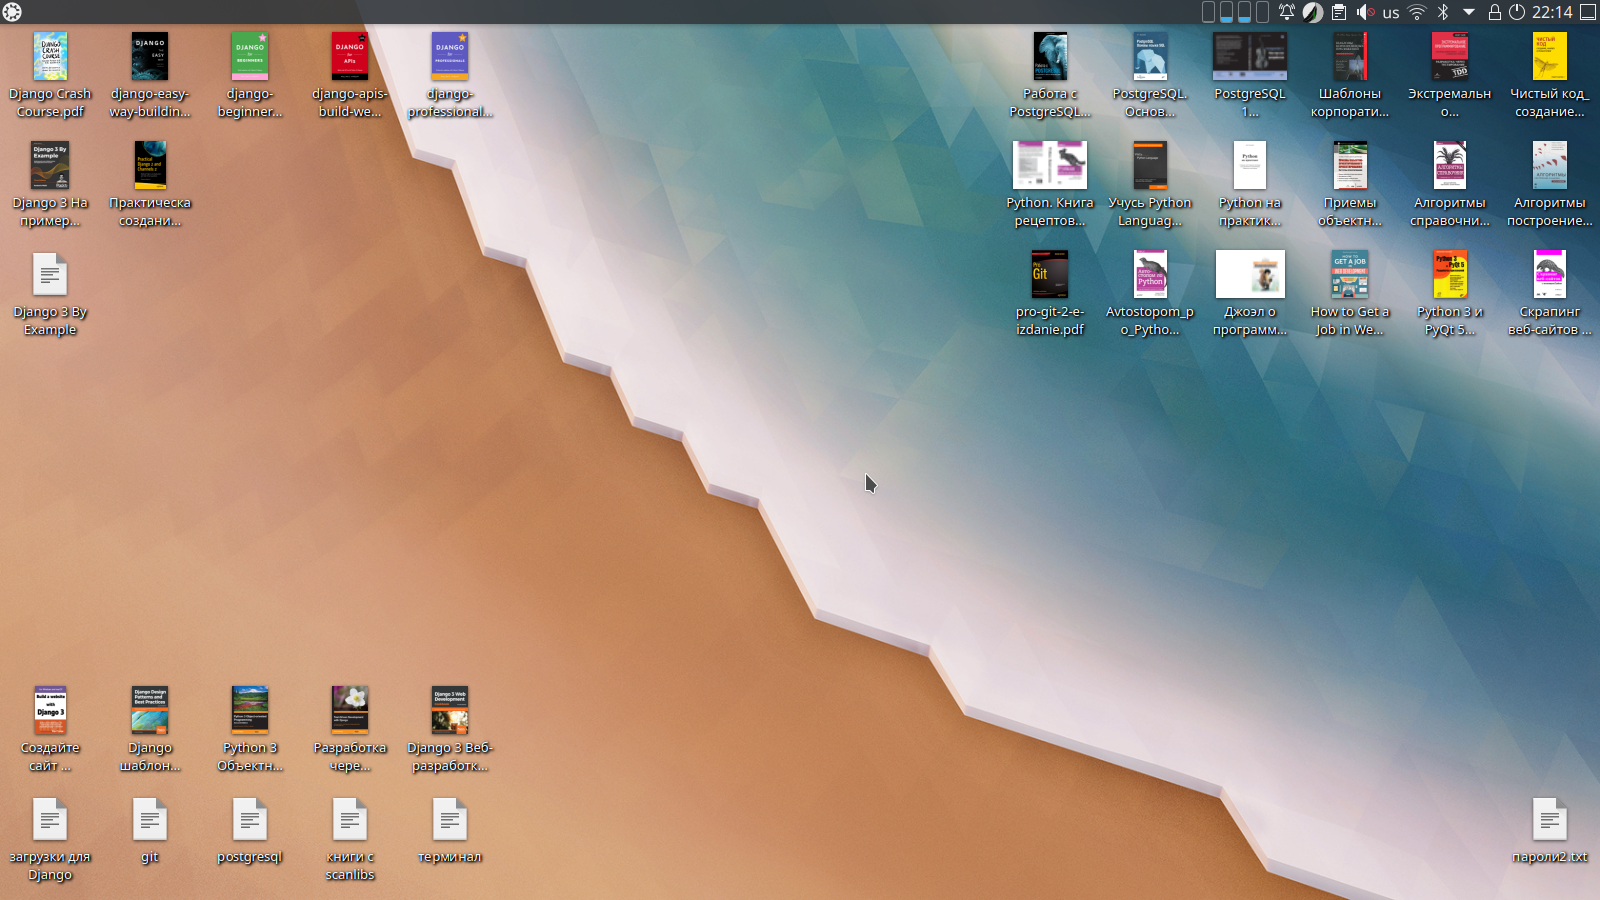 us
22:14
Django Crash
Course.pdf
django-easy-
way-buildin...
django-
beginner...
django-apis-
build-we...
django-
professional...
Работа с
PostgreSQL...
PostgreSQL.
Основ...
PostgreSQL
1...
Шаблоны
корпорати...
Экстремальн
о...
Чистый код_
создание...
Django 3 На
пример...
Практическа
создани...
Python. Книга
рецептов...
Учусь Python
Languag...
Python на
практик...
Приемы
объектн...
Алгоритмы
справочни...
Алгоритмы
построение...
Django 3 By
Example
pro-git-2-e-
izdanie.pdf
Avtostopom_p
o_Pytho...
Джоэл о
программ...
How to Get a
Job in We...
Python 3 и
PyQt 5...
Скрапинг
веб-сайтов ...
Создайте
сайт ...
Django
шаблон...
Python 3
Объектн...
Разработка
чере...
Django 3 Веб-
разработк...
загрузки для
Django
git
postgresql
книги с
scanlibs
терминал
пароли2.txt